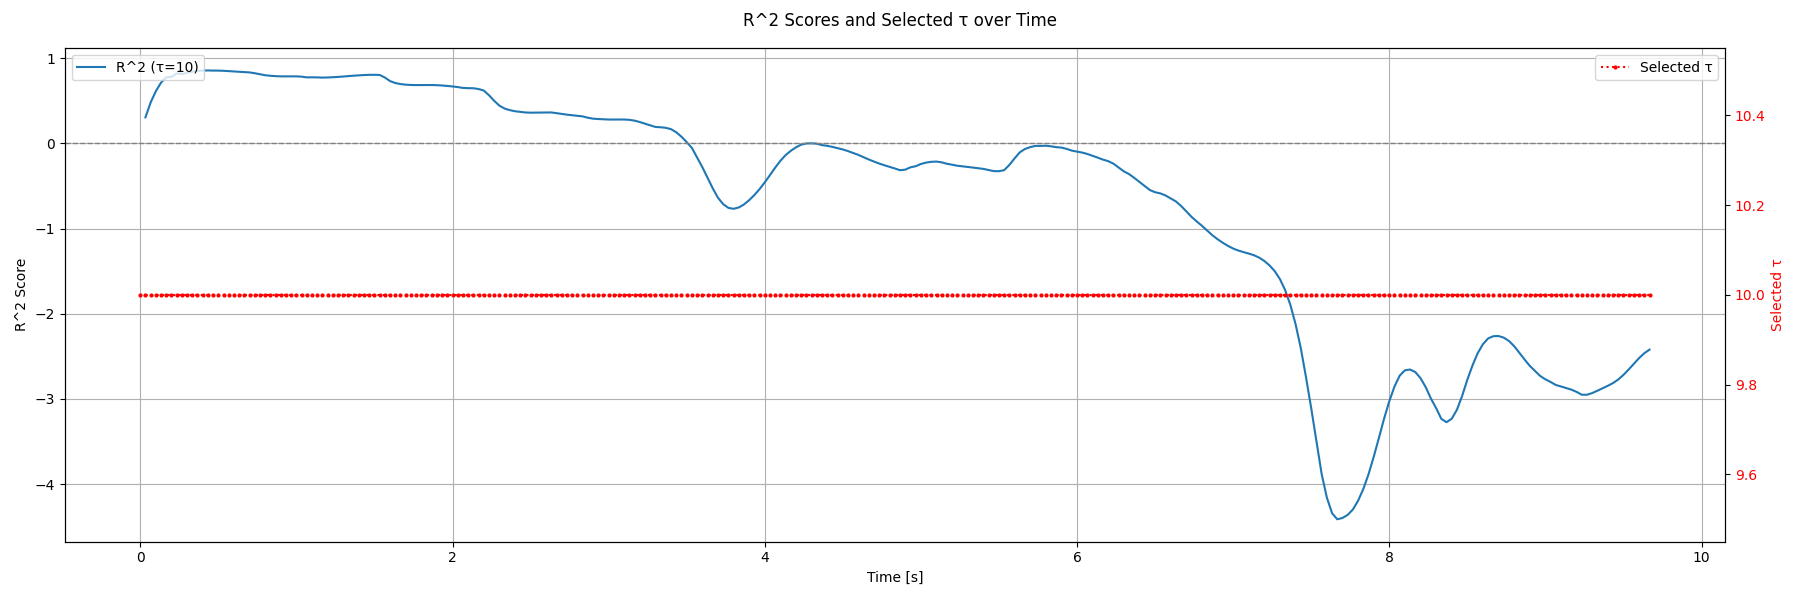 R^2 Scores and Selected τ over Time
R^2 (τ=10)
Selected τ
1
0
−1
−2
−3
−4
R^2 Score
10.4
10.2
10.0
9.8
9.6
Selected τ
0 2 4 6 8 10
Time [s]